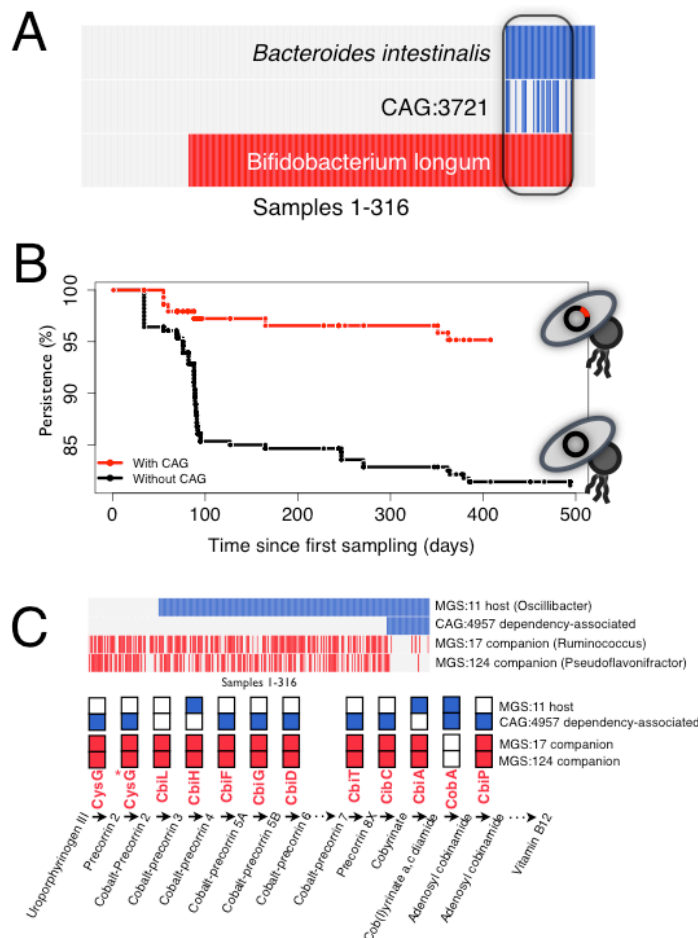 A
Bacteroides intestinalis
CAG:3721
Bifidobacterium longum
Samples 1-316
B
Persistence (%)
100
95
90
85
With CAG
Without CAG
0
100
200
300
400
500
Time since first sampling (days)
C
MGS:11 host (Oscillibacter)
CAG:4957 dependency-associated
MGS:17 companion (Ruminococcus)
MGS:124 companion (Pseudoflavonifractor)
Samples 1-316
MGS:11 host
CAG:4957 dependency-associated
MGS:17 companion
MGS:124 companion
CysG
* CysG
CbiL
CbiH
CbiF
CbiG
CbiD
CbiT
CibC
CbiA
CobA
CbiP
Uroporphyrinogen III
Precorrin 2
Cobalt-Precorrin 2
Cobalt-precorrin 3
Cobalt-precorrin 4
Cobalt-precorrin 5A
Cobalt-precorrin 5B
Cobalt-precorrin 6
Cobalt-precorrin 7
Precorrin 8X
Cobyrinate
Cob(I)yrinate a,c diamide
Adenosyl cobinamide
Adenosyl cobinamide
Vitamin B12